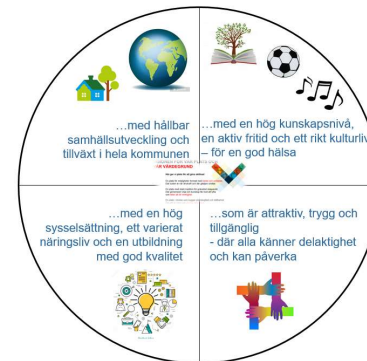 ...med hållbar
samhällsutveckling och
tillväxt i hela kommunen
...med en hög kunskapsnivå,
en aktiv fritid och ett rikt kulturliv
– för en god hälsa
VÄRDEGRUND
...med en hög
sysselsättning, ett varierat
näringsliv och en utbildning
med god kvalitet
...som är attraktiv, trygg och
tillgänglig
- där alla känner delaktighet
och kan påverka